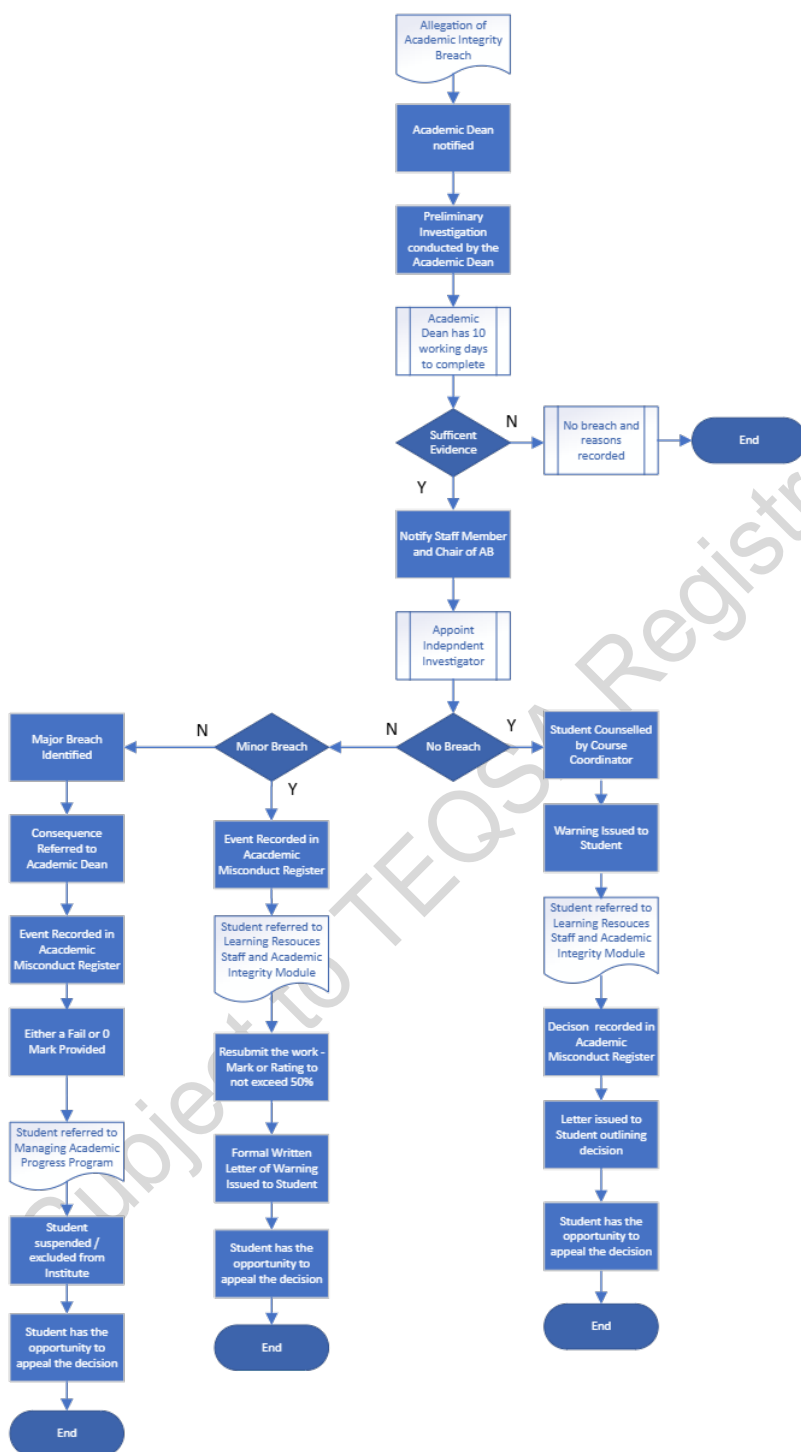 Allegation of
Academic Integrity
Breach
Academic Dean
notified
Preliminary
Investigation
conducted by the
Academic Dean
Academic
Dean has 10
working days
to complete
Sufficent
Evidence
N
No breach and
reasons
recorded
End
Y
Notify Staff Member
and Chair of AB
Appoint
Indepndent
Investigator
No Breach
N
Y
Minor Breach
N
Y
Major Breach
Identified
Consequence
Referred to
Academic Dean
Event Recorded in
Acacdemic
Misconduct Register
Either a Fail or 0
Mark Provided
Student referred to
Managing Academic
Progress Program
Student
suspended /
excluded from
Institute
Student has the
opportunity to
appeal the decision
End
Event Recorded in
Acacdemic
Misconduct Register
Student referred to
Learning Resouces
Staff and Academic
Integrity Module
Resubmit the work -
Mark or Rating to
not exceed 50%
Formal Written
Letter of Warning
Issued to Student
Student has the
opportunity to
appeal the decision
End
Student Counselled
by Course
Coordinator
Warning Issued to
Student
Student referred to
Learning Resouces
Staff and Academic
Integrity Module
Decison recorded in
Academic
Misconduct Register
Letter issued to
Student outlining
decision
Student has the
opportunity to
appeal the decision
End
Subject to TEQSA Registr